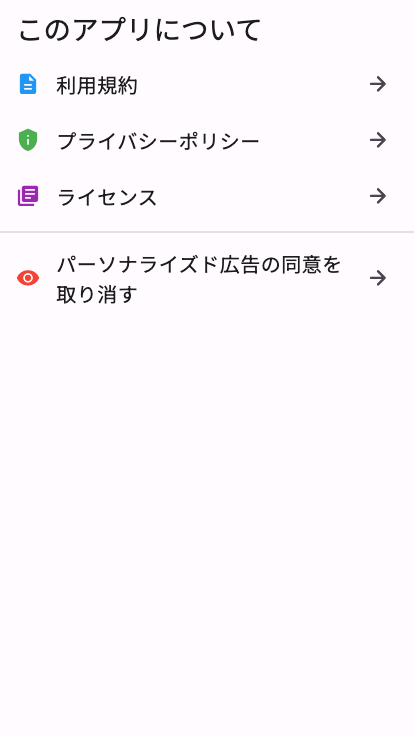 このアプリについて
利用規約
プライバシーポリシー
ライセンス
パーソナライズド広告の同意を
取り消す